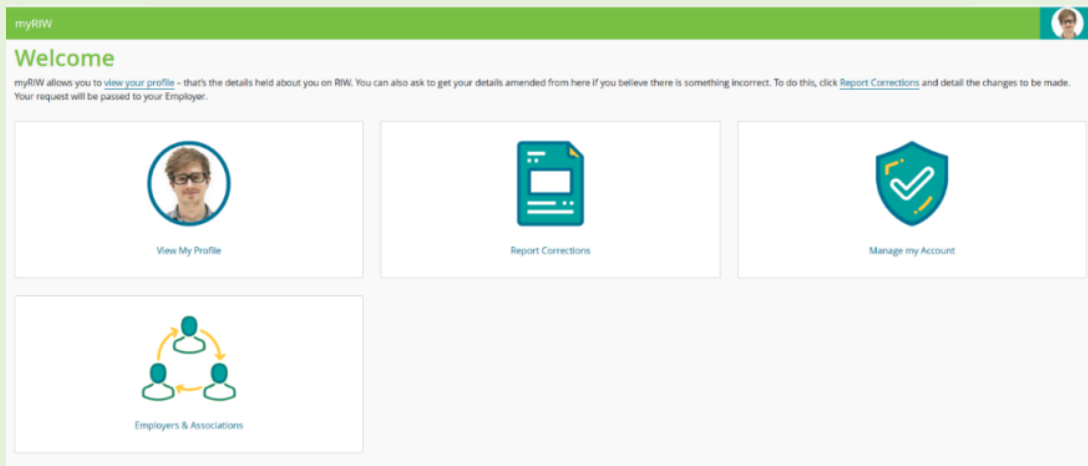 myRIW
Welcome
myRIW allows you to view your profile – that's the details held about you on RIW. You can also ask to get your details amended from here if you believe there is something incorrect. To do this, click Report Corrections and detail the changes to be made.
Your request will be passed to your Employer.
View My Profile
Report Corrections
Manage my Account
Employers & Associations